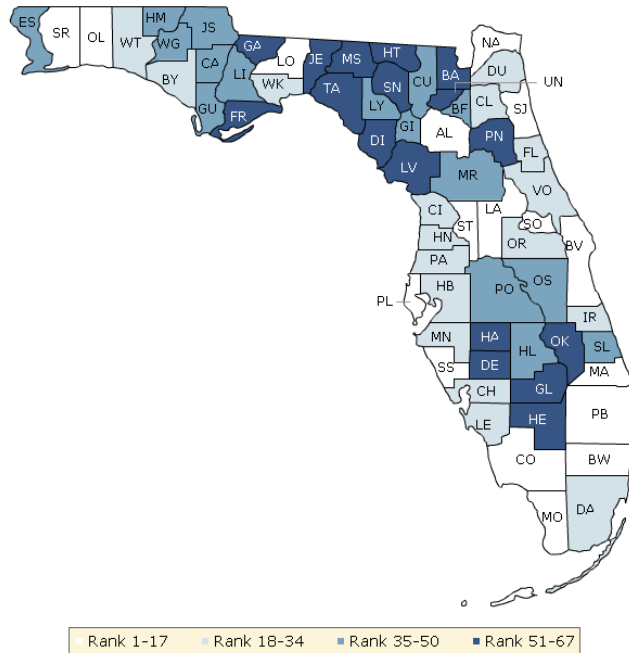 ES
SR
OL
WT
HM
JS
WG
CA
BY
LI
GU
GA
FR
LO
WK
JE
MS
HT
TA
SN
LY
CU
BA
UN
BF
NA
DU
CL
SJ
GI
DI
LV
AL
PN
FL
MR
VO
CI
LA
ST
SO
HN
OR
BV
PA
PL
HB
PO
OS
IR
MN
HA
HL
OK
SL
SS
DE
MA
CH
GL
LE
HE
PB
CO
BW
MO
DA
Rank 1-17 Rank 18-34 Rank 35-50 Rank 51-67